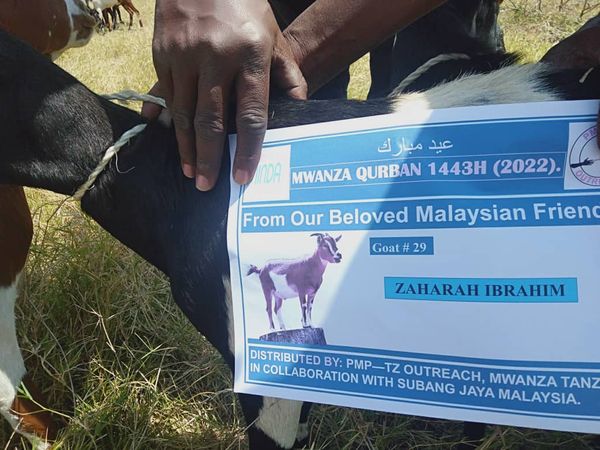 عيد مبارك
MWANZA QURBAN 1443H (2022).
From Our Beloved Malaysian Friend
Goat # 29
ZAHARAH IBRAHIM
DISTRIBUTED BY: PMP—TZ OUTREACH, MWANZA TANZ
IN COLLABORATION WITH SUBANG JAYA MALAYSIA.